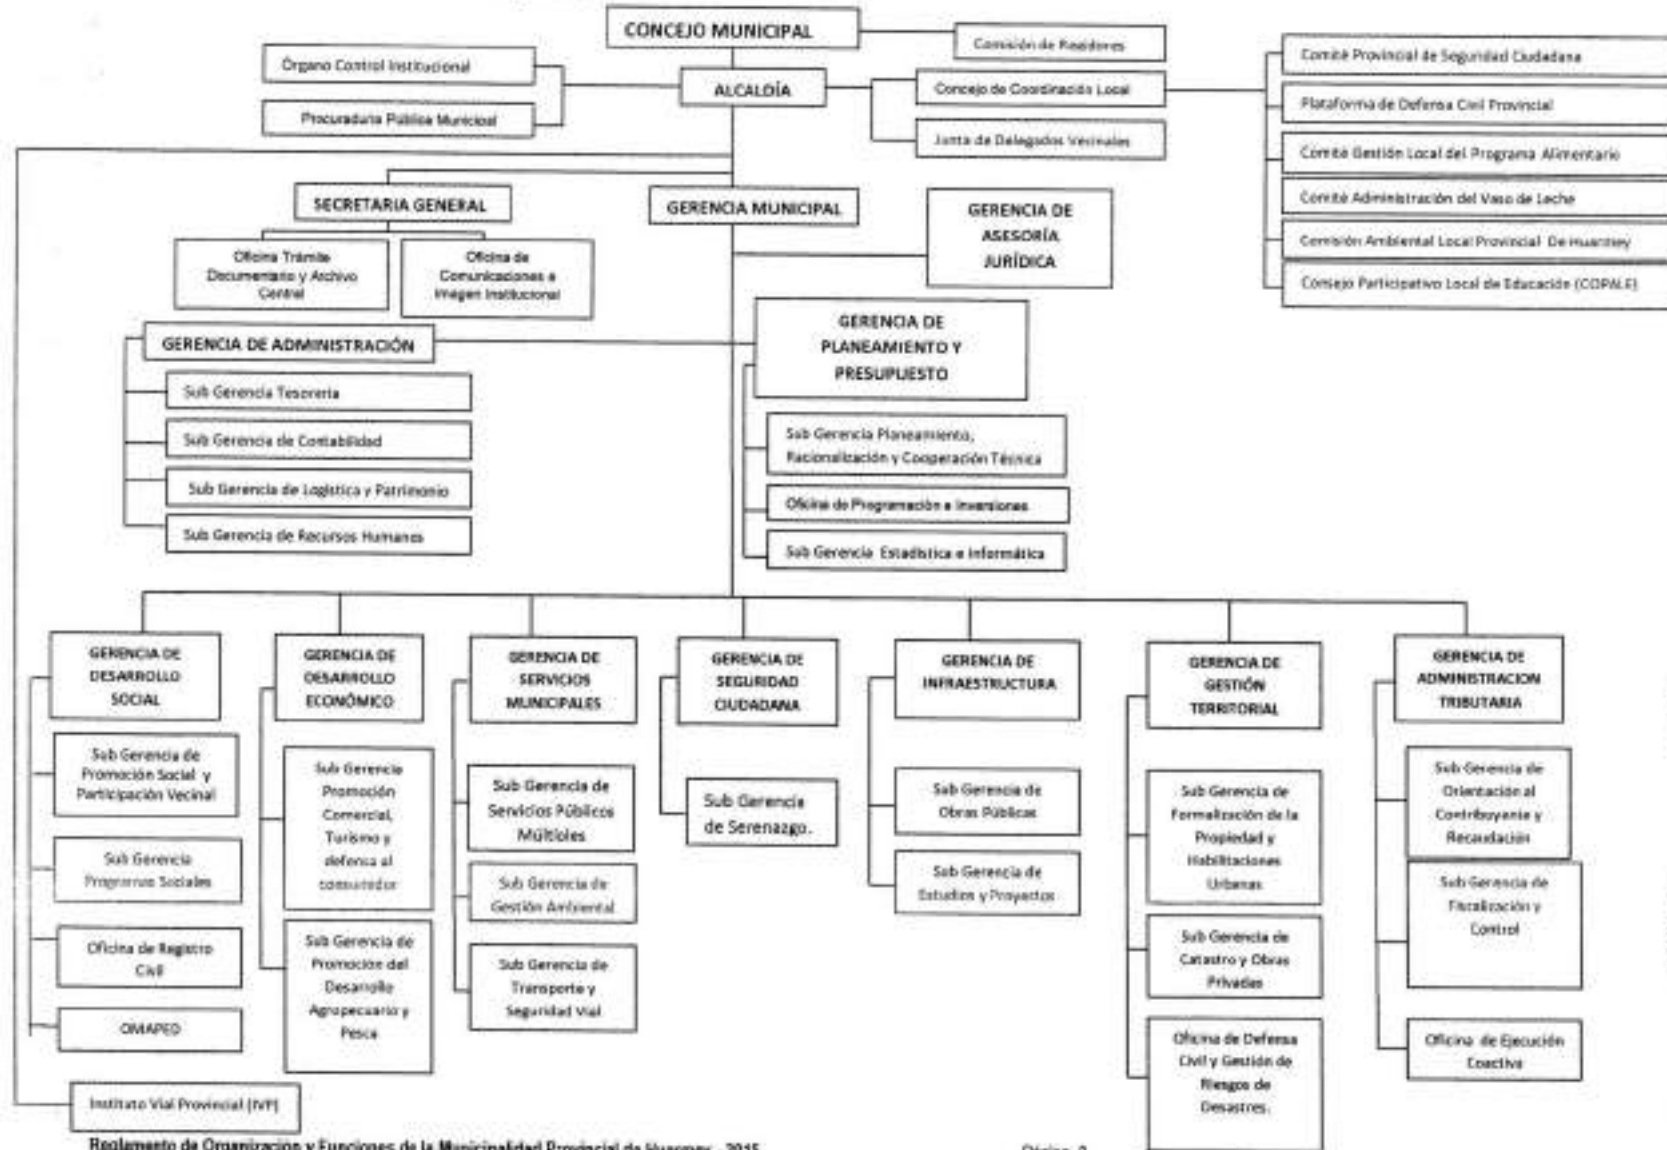 CONCEJO MUNICIPAL
Comisión de Regidores
Órgano Control Institucional
ALCALDÍA
Concejo de Coordinación Local
Procuraduría Pública Municipal
Junta de Delegados Vecinales
Comité Provincial de Seguridad Ciudadana
Plataforma de Defensa Civil Provincial
Comité Gestión Local del Programa Alimentario
Comité Administración del Vaso de Leche
Comisión Ambiental Local Provincial De Huarmey
Consejo Participativo Local de Educación (COPALE)
SECRETARIA GENERAL
GERENCIA MUNICIPAL
GERENCIA DE
ASESORÍA
JURÍDICA
Oficina Trámite
Documentario y Archivo
Central
Oficina de
Comunicaciones e
Imagen Institucional
GERENCIA DE ADMINISTRACIÓN
Sub Gerencia Tesoreria
Sub Gerencia de Contabilidad
Sub Gerencia de Logística y Patrimonio
Sub Gerencia de Recursos Humanos
GERENCIA DE
PLANEAMIENTO Y
PRESUPUESTO
Sub Gerencia Planeamiento,
Racionalización y Cooperación Técnica
Oficina de Programación e Inversiones
Sub Gerencia Estadística e Informática
GERENCIA DE
DESARROLLO
SOCIAL
Sub Gerencia de
Promoción Social y
Participación Vecinal
Sub Gerencia
Programas Sociales
Oficina de Registro
Civil
OMAPED
Instituto Vial Provincial (IVP)
GERENCIA DE
DESARROLLO
ECONÓMICO
Sub Gerencia
Promoción
Comercial,
Turismo y
defensa al
consumidor
Sub Gerencia de
Promoción del
Desarrollo
Agropecuario y
Pesca
GERENCIA DE
SERVICIOS
MUNICIPALES
Sub Gerencia de
Servicios Públicos
Múltiples
Sub Gerencia de
Gestión Ambiental
Sub Gerencia de
Transporte y
Seguridad Vial
GERENCIA DE
SEGURIDAD
CIUDADANA
Sub Gerencia
de Serenazgo.
GERENCIA DE
INFRAESTRUCTURA
Sub Gerencia de
Obras Públicas
Sub Gerencia de
Estudios y Proyectos
GERENCIA DE
GESTIÓN
TERRITORIAL
Sub Gerencia de
Formalización de la
Propiedad y
Habilitaciones
Urbanas
Sub Gerencia de
Catastro y Obras
Privadas
Oficina de Defensa
Civil y Gestión de
Riesgos de
Desastres.
GERENCIA DE
ADMINISTRACION
TRIBUTARIA
Sub Gerencia de
Orientación al
Contribuyente y
Recaudación
Sub Gerencia de
Fiscalización y
Control
Oficina de Ejecución
Coactiva
Reglamento de Organización y Funciones de la Municipalidad Provincial de Huarmey - 2015